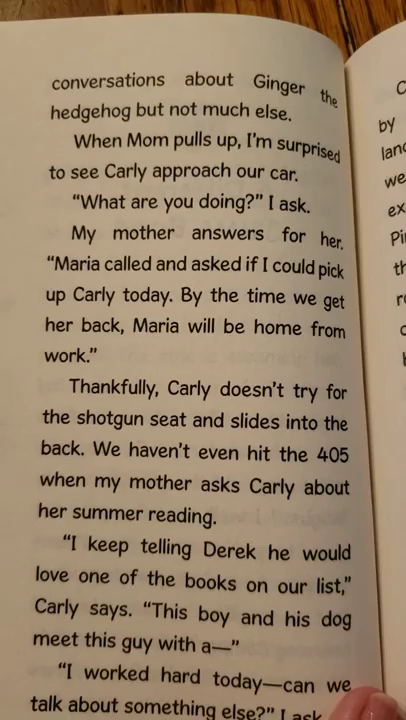 conversations about Ginger the
hedgehog but not much else.
When Mom pulls up, I'm surprised
to see Carly approach our car.
"What are you doing?" I ask.
My mother answers for her.
"Maria called and asked if I could pick
up Carly today. By the time we get
her back, Maria will be home from
work."
Thankfully, Carly doesn't try for
the shotgun seat and slides into the
back. We haven't even hit the 405
when my mother asks Carly about
her summer reading.
"I keep telling Derek he would
love one of the books on our list,"
Carly says. "This boy and his dog
meet this guy with a—"
"I worked hard today—can we
talk about something else?" I ask
C
by
we